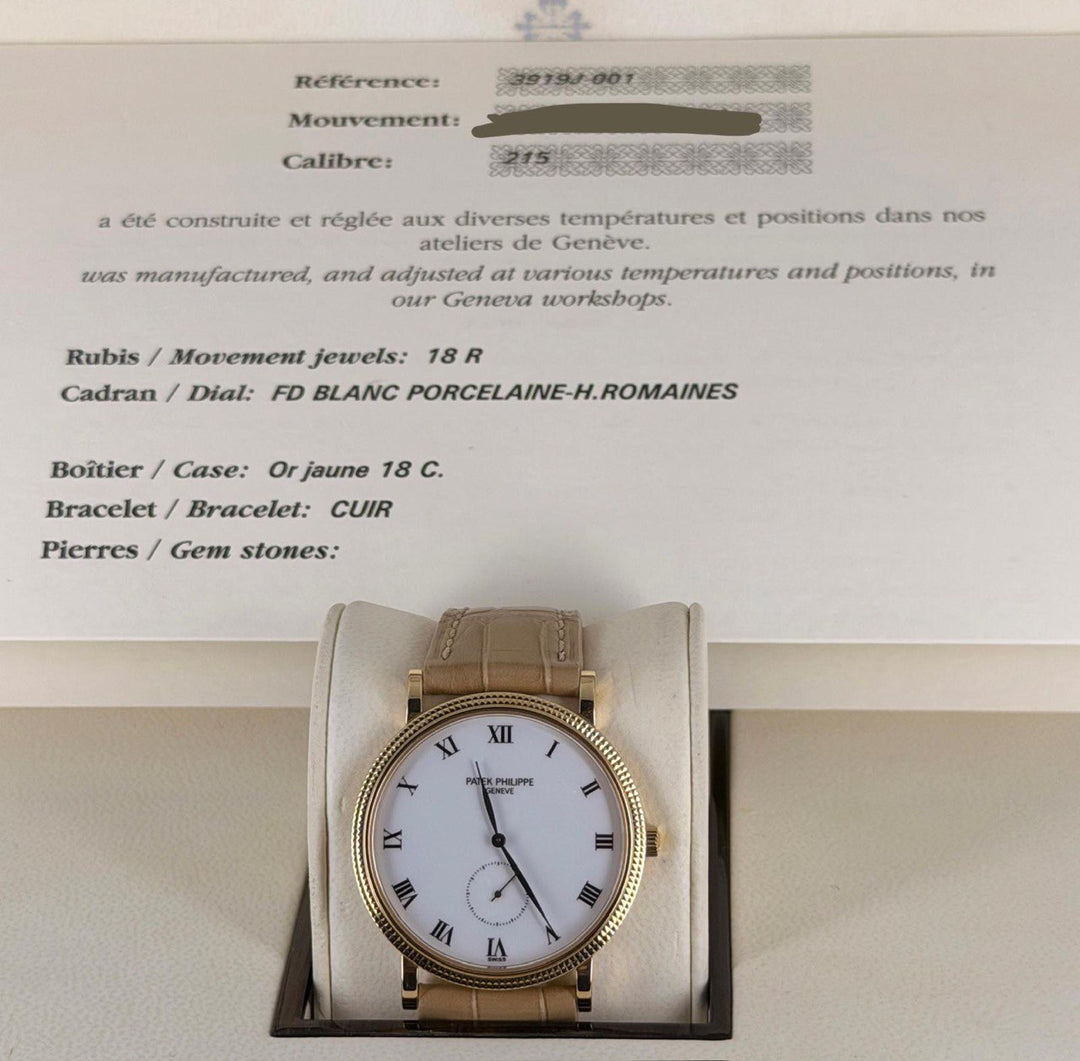 Référence: 3919J-001
Mouvement:
Calibre: 215
a été construite et réglée aux diverses températures et positions dans nos
ateliers de Genève.
was manufactured, and adjusted at various temperatures and positions, in
our Geneva workshops.
Rubis / Movement jewels: 18 R
Cadran / Dial: FD BLANC PORCELAINE-H.ROMAINES
Boîtier / Case: Or jaune 18 C.
Bracelet / Bracelet: CUIR
Pierres / Gem stones:
XII
XI I
X II
PATEK PHILIPPE
GENEVE
IX III
VIII IIII
VII V
VI
SWISS